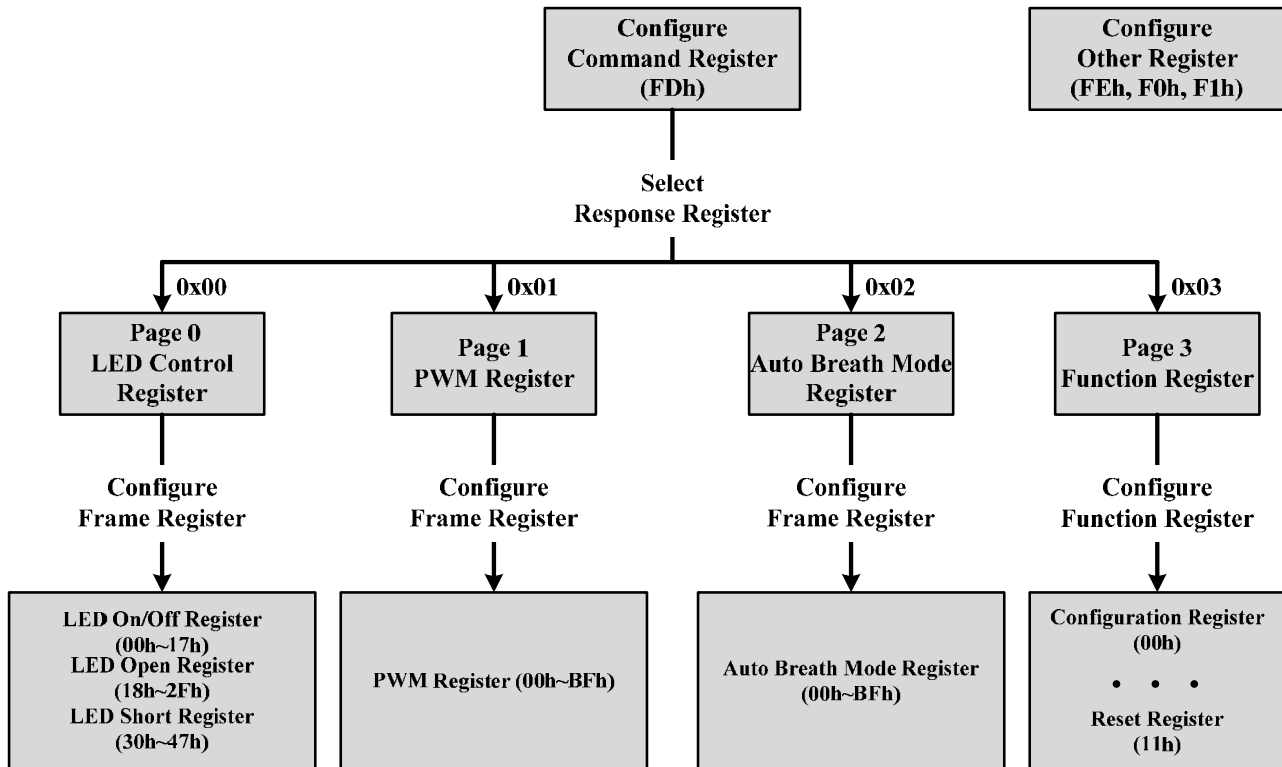 Configure
Command Register
(FDh)
Configure
Other Register
(FEh, F0h, F1h)
Select
Response Register
0x00
0x01
0x02
0x03
Page 0
LED Control
Register
Page 1
PWM Register
Page 2
Auto Breath Mode
Register
Page 3
Function Register
Configure
Frame Register
Configure
Frame Register
Configure
Frame Register
Configure
Function Register
LED On/Off Register
(00h~17h)
LED Open Register
(18h~2Fh)
LED Short Register
(30h~47h)
PWM Register (00h~BFh)
Auto Breath Mode Register
(00h~BFh)
Configuration Register
(00h)
• • •
Reset Register
(11h)